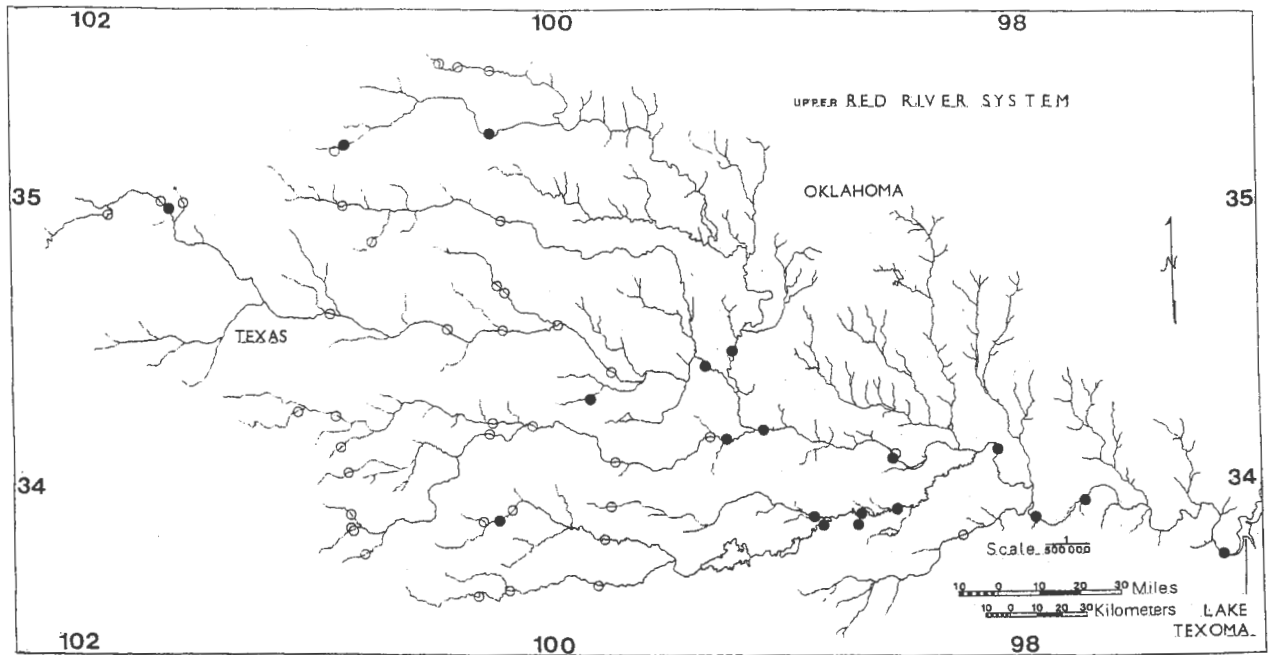 102 100 98
UPPER RED RIVER SYSTEM
OKLAHOMA
35 35
N
TEXAS
34 34
Scale 1/500000
10 0 10 20 30 Miles
10 0 10 20 30 Kilometers
LAKE
TEXOMA
102 100 98